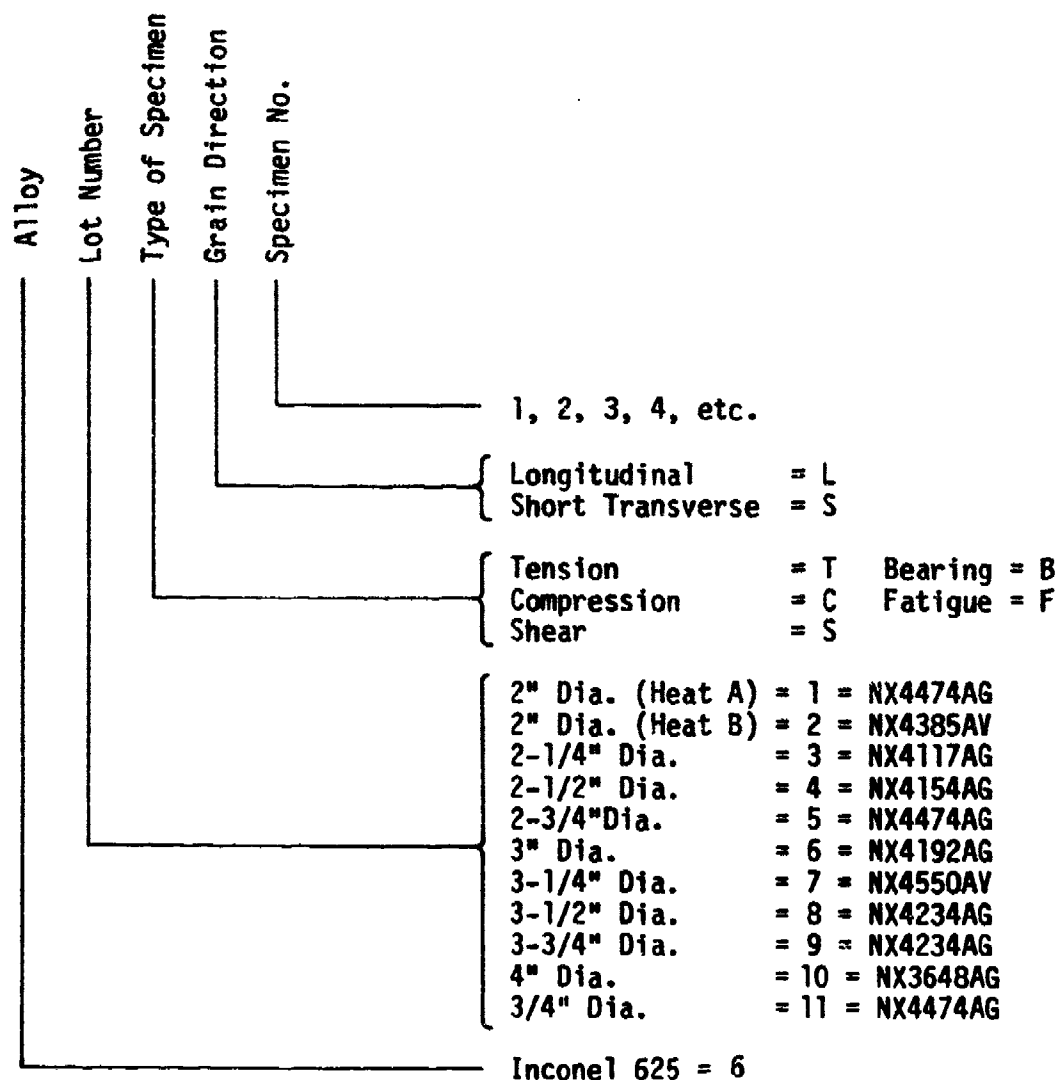 Alloy
Lot Number
Type of Specimen
Grain Direction
Specimen No.
1, 2, 3, 4, etc.
Longitudinal = L
Short Transverse = S
Tension = T Bearing = B
Compression = C Fatigue = F
Shear = S
2" Dia. (Heat A) = 1 = NX4474AG
2" Dia. (Heat B) = 2 = NX4385AV
2-1/4" Dia. = 3 = NX4117AG
2-1/2" Dia. = 4 = NX4154AG
2-3/4"Dia. = 5 = NX4474AG
3" Dia. = 6 = NX4192AG
3-1/4" Dia. = 7 = NX4550AV
3-1/2" Dia. = 8 = NX4234AG
3-3/4" Dia. = 9 = NX4234AG
4" Dia. = 10 = NX3648AG
3/4" Dia. = 11 = NX4474AG
Inconel 625 = 6